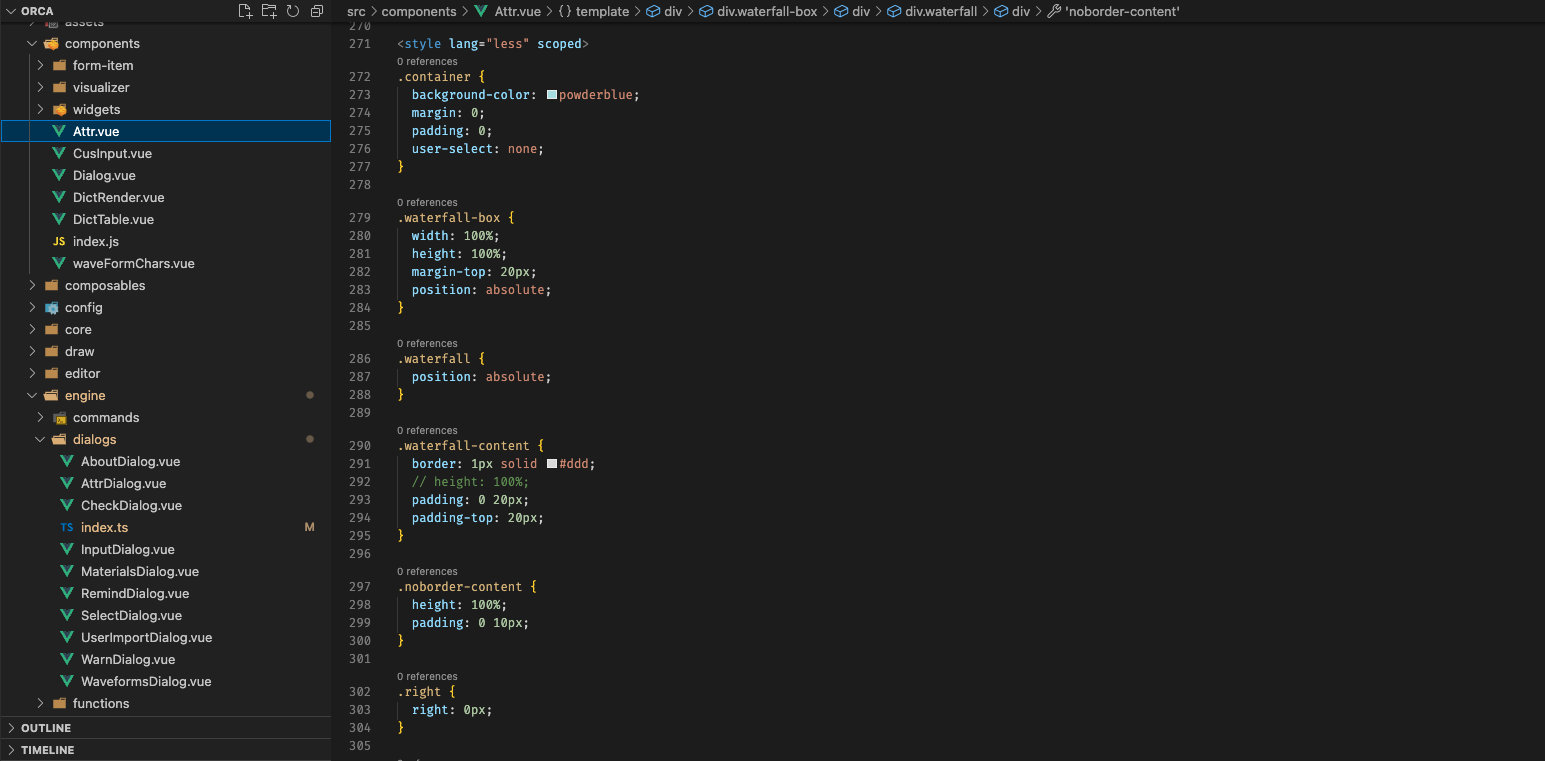 ORCA
assets
components
form-item
visualizer
widgets
Attr.vue
CusInput.vue
Dialog.vue
DictRender.vue
DictTable.vue
JS index.js
waveFormChars.vue
composables
config
core
draw
editor
engine
commands
dialogs
AboutDialog.vue
AttrDialog.vue
CheckDialog.vue
TS index.ts M
InputDialog.vue
MaterialsDialog.vue
RemindDialog.vue
SelectDialog.vue
UserImportDialog.vue
WarnDialog.vue
WaveformsDialog.vue
functions
OUTLINE
TIMELINE
src > components > Attr.vue > {} template > div > div.waterfall-box > div > div.waterfall > div > 'noborder-content'
270
271 <style lang="less" scoped>
0 references
272 .container {
273 background-color: powderblue;
274 margin: 0;
275 padding: 0;
276 user-select: none;
277 }
278
0 references
279 .waterfall-box {
280 width: 100%;
281 height: 100%;
282 margin-top: 20px;
283 position: absolute;
284 }
285
0 references
286 .waterfall {
287 position: absolute;
288 }
289
0 references
290 .waterfall-content {
291 border: 1px solid #ddd;
292 // height: 100%;
293 padding: 0 20px;
294 padding-top: 20px;
295 }
296
0 references
297 .noborder-content {
298 height: 100%;
299 padding: 0 10px;
300 }
301
0 references
302 .right {
303 right: 0px;
304 }
305